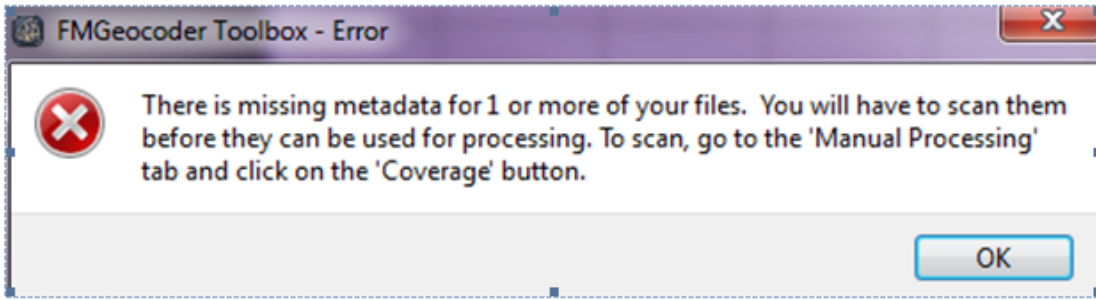 FMGeocoder Toolbox - Error
There is missing metadata for 1 or more of your files.  You will have to scan them
before they can be used for processing. To scan, go to the 'Manual Processing'
tab and click on the 'Coverage' button.
OK